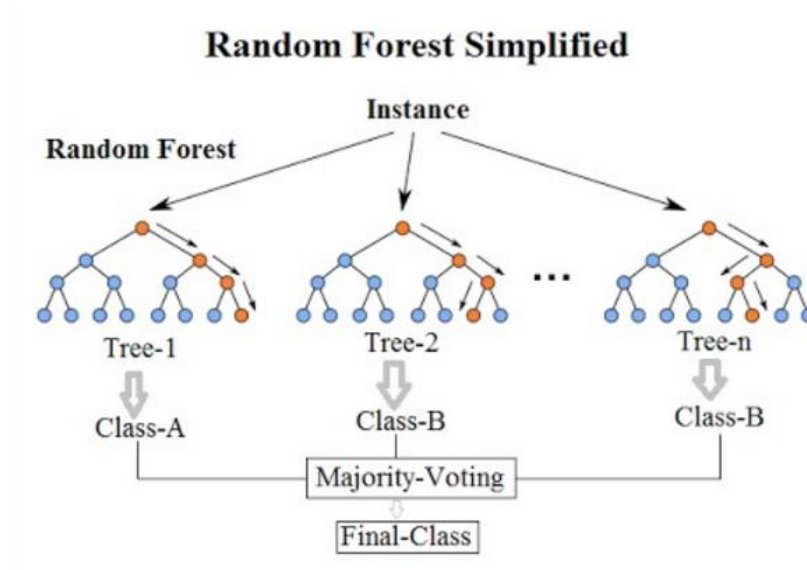 Random Forest Simplified
Instance
Random Forest
...
Tree-1
Tree-2
Tree-n
Class-A
Class-B
Class-B
Majority-Voting
Final-Class